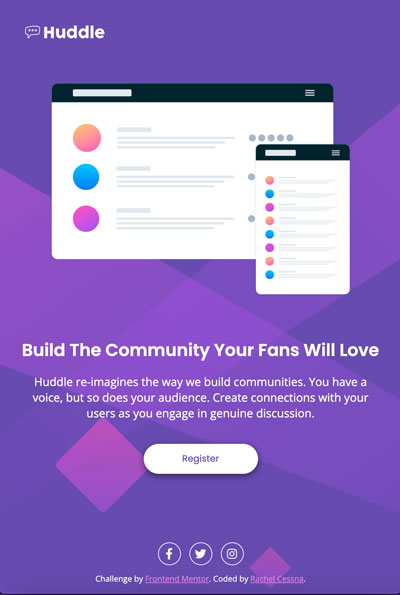 Huddle
Build The Community Your Fans Will Love
Huddle re-imagines the way we build communities. You have a
voice, but so does your audience. Create connections with your
users as you engage in genuine discussion.
Register
Challenge by Frontend Mentor. Coded by Rachel Cessna.